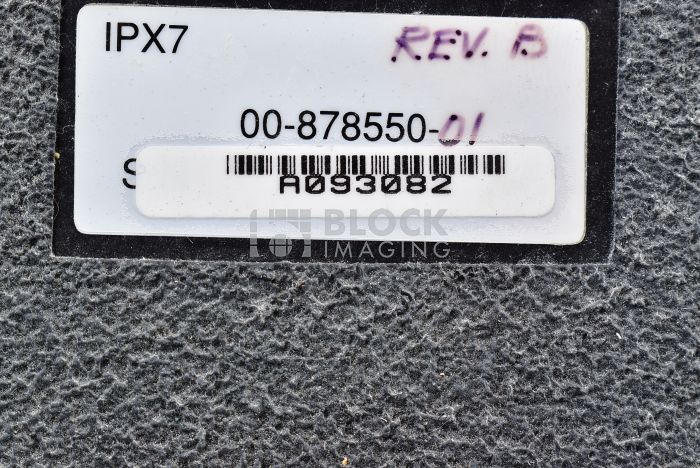 IPX7 REV. B
00-878550-01
S
A093082
BLOCK
IMAGING